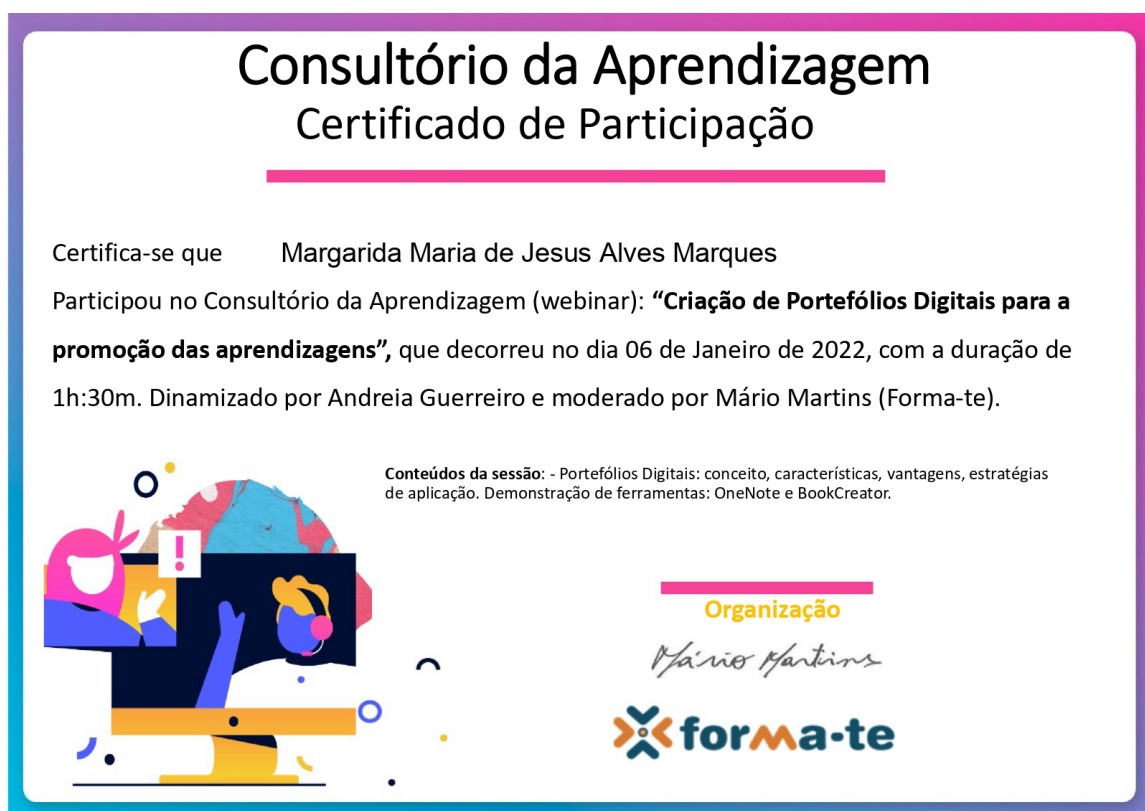 Consultório da Aprendizagem
Certificado de Participação
Certifica-se que Margarida Maria de Jesus Alves Marques
Participou no Consultório da Aprendizagem (webinar): “Criação de Portefólios Digitais para a
promoção das aprendizagens”, que decorreu no dia 06 de Janeiro de 2022, com a duração de
1h:30m. Dinamizado por Andreia Guerreiro e moderado por Mário Martins (Forma-te).
Conteúdos da sessão: - Portefólios Digitais: conceito, características, vantagens, estratégias
de aplicação. Demonstração de ferramentas: OneNote e BookCreator.
!
Organização
Mário Martins
forma-te